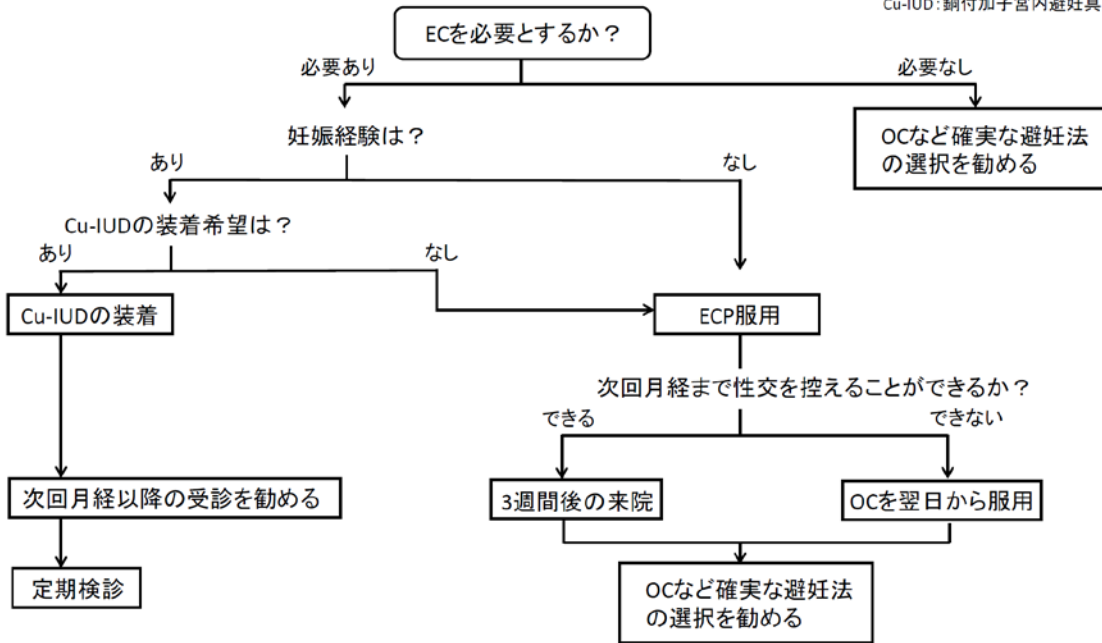 Cu-IUD：銅付加子宮内避妊具
ECを必要とするか？
必要あり
必要なし
妊娠経験は？
OCなど確実な避妊法
の選択を勧める
あり
なし
Cu-IUDの装着希望は？
あり
なし
Cu-IUDの装着
ECP服用
次回月経まで性交を控えることができるか？
できる
できない
次回月経以降の受診を勧める
3週間後の来院
OCを翌日から服用
定期検診
OCなど確実な避妊法
の選択を勧める